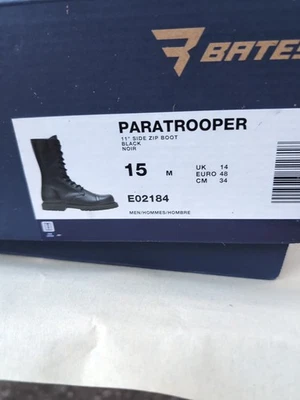 BATES
PARATROOPER
11" SIDE ZIP BOOT
BLACK
NOIR
15 M
UK 14
EURO 48
CM 34
E02184
MEN/HOMMES/HOMBRE